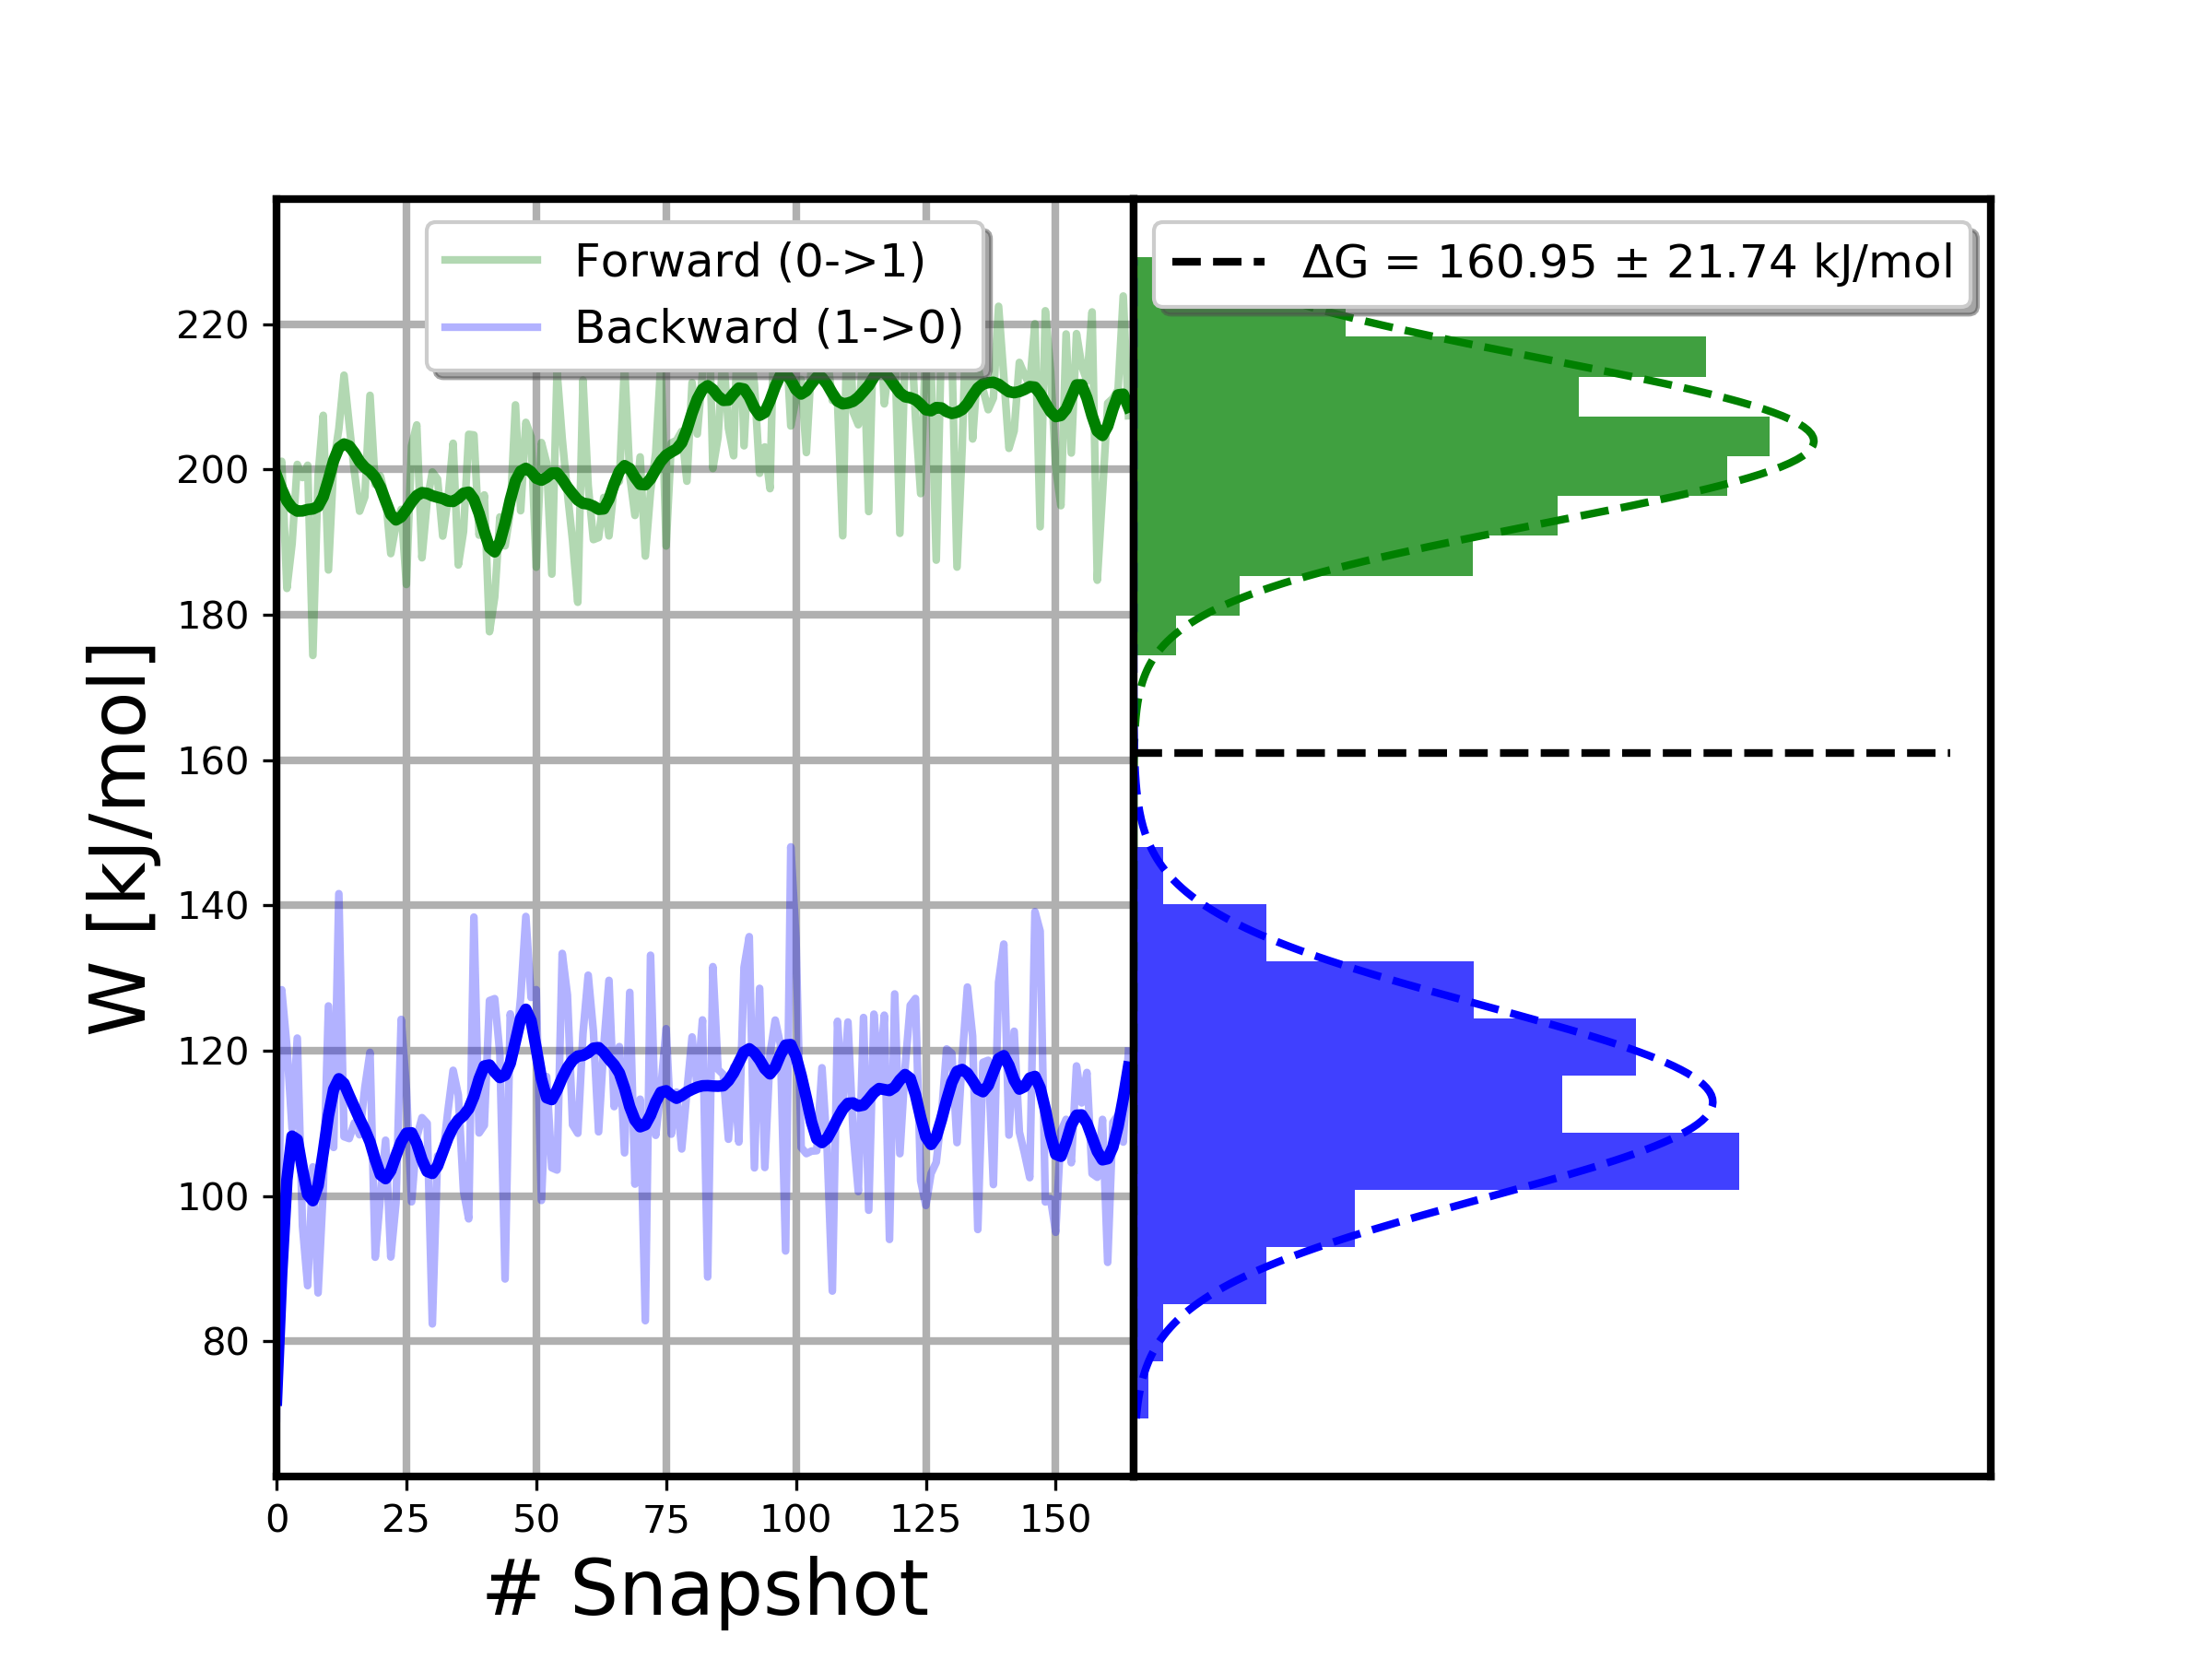 Forward (0->1)
Backward (1->0)
ΔG = 160.95 ± 21.74 kJ/mol
W [kJ/mol]
220
200
180
160
140
120
100
80
0 25 50 75 100 125 150
# Snapshot